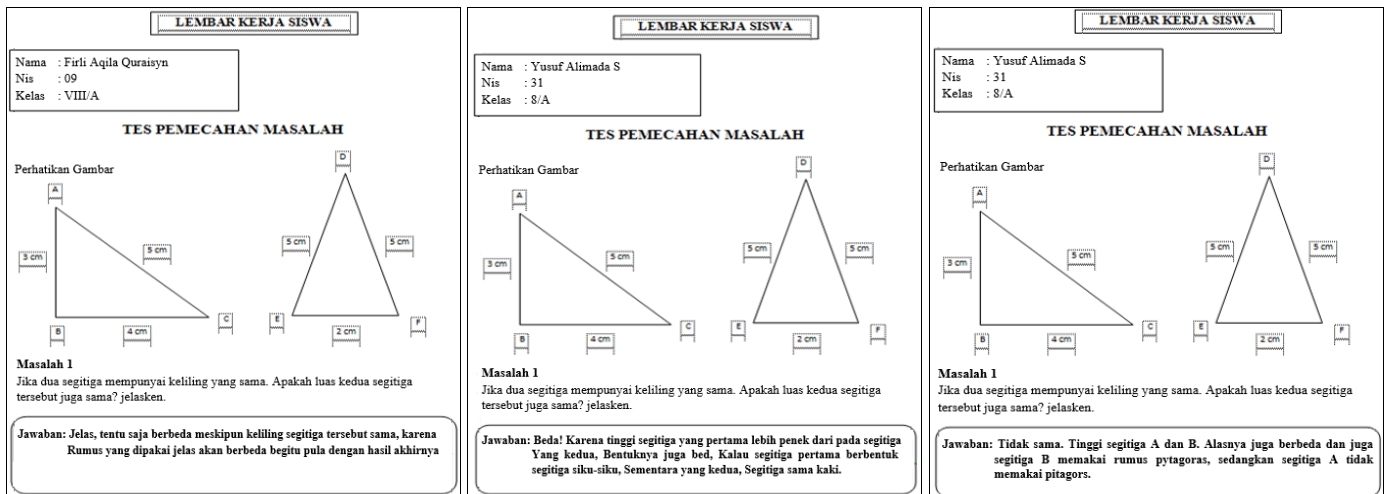 LEMBAR KERJA SISWA
Nama : Firli Aqila Quraisyn
Nis : 09
Kelas : VIII/A
TES PEMECAHAN MASALAH
Perhatikan Gambar
A
D
3 cm
5 cm
5 cm
5 cm
B
4 cm
C
E
2 cm
F
Masalah 1
Jika dua segitiga mempunyai keliling yang sama. Apakah luas kedua segitiga
tersebut juga sama? jelasken.
Jawaban: Jelas, tentu saja berbeda meskipun keliling segitiga tersebut sama, karena
Rumus yang dipakai jelas akan berbeda begitu pula dengan hasil akhirnya
LEMBAR KERJA SISWA
Nama : Yusuf Alimada S
Nis : 31
Kelas : 8/A
TES PEMECAHAN MASALAH
Perhatikan Gambar
A
D
3 cm
5 cm
5 cm
5 cm
B
4 cm
C
E
2 cm
F
Masalah 1
Jika dua segitiga mempunyai keliling yang sama. Apakah luas kedua segitiga
tersebut juga sama? jelasken.
Jawaban: Beda! Karena tinggi segitiga yang pertama lebih penek dari pada segitiga
Yang kedua, Bentuknya juga bed, Kalau segitiga pertama berbentuk
segitiga siku-siku, Sementara yang kedua, Segitiga sama kaki.
LEMBAR KERJA SISWA
Nama : Yusuf Alimada S
Nis : 31
Kelas : 8/A
TES PEMECAHAN MASALAH
Perhatikan Gambar
A
D
3 cm
5 cm
5 cm
5 cm
B
4 cm
C
E
2 cm
F
Masalah 1
Jika dua segitiga mempunyai keliling yang sama. Apakah luas kedua segitiga
tersebut juga sama? jelasken.
Jawaban: Tidak sama. Tinggi segitiga A dan B. Alasnya juga berbeda dan juga
segitiga B memakai rumus pytagoras, sedangkan segitiga A tidak
memakai pitagors.